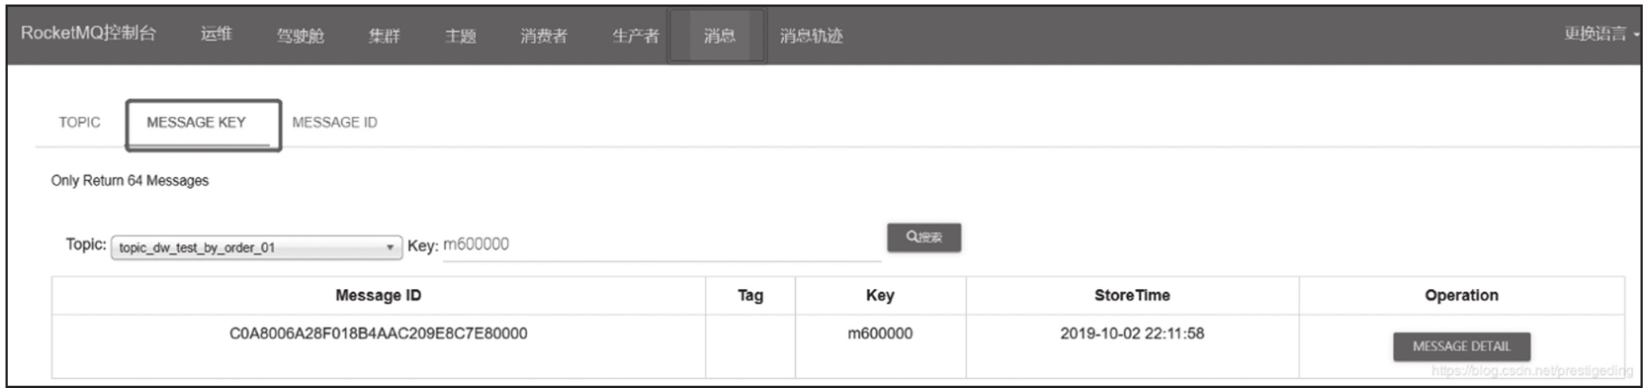 RocketMQ控制台 运维 驾驶舱 集群 主题 消费者 生产者 消息 消息轨迹 更换语言
TOPIC MESSAGE KEY MESSAGE ID
Only Return 64 Messages
Topic: topic_dw_test_by_order_01 Key: m600000 搜索
Message ID Tag Key StoreTime Operation
C0A8006A28F018B4AAC209E8C7E80000 m600000 2019-10-02 22:11:58 MESSAGE DETAIL
https://blog.csdn.net/prestigeding